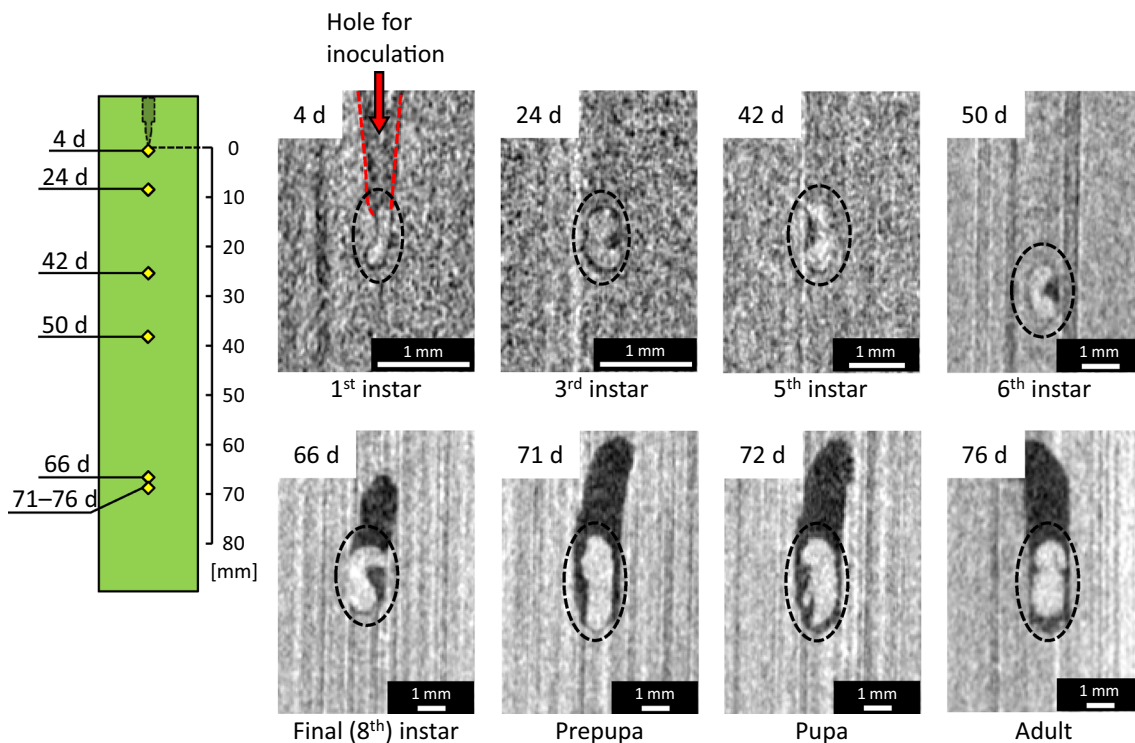 Hole for
inoculation
4 d
24 d
42 d
50 d
66 d
71–76 d
0
10
20
30
40
50
60
70
80
[mm]
4 d
1 mm
1st instar
24 d
1 mm
3rd instar
42 d
1 mm
5th instar
50 d
1 mm
6th instar
66 d
1 mm
Final (8th) instar
71 d
1 mm
Prepupa
72 d
1 mm
Pupa
76 d
1 mm
Adult